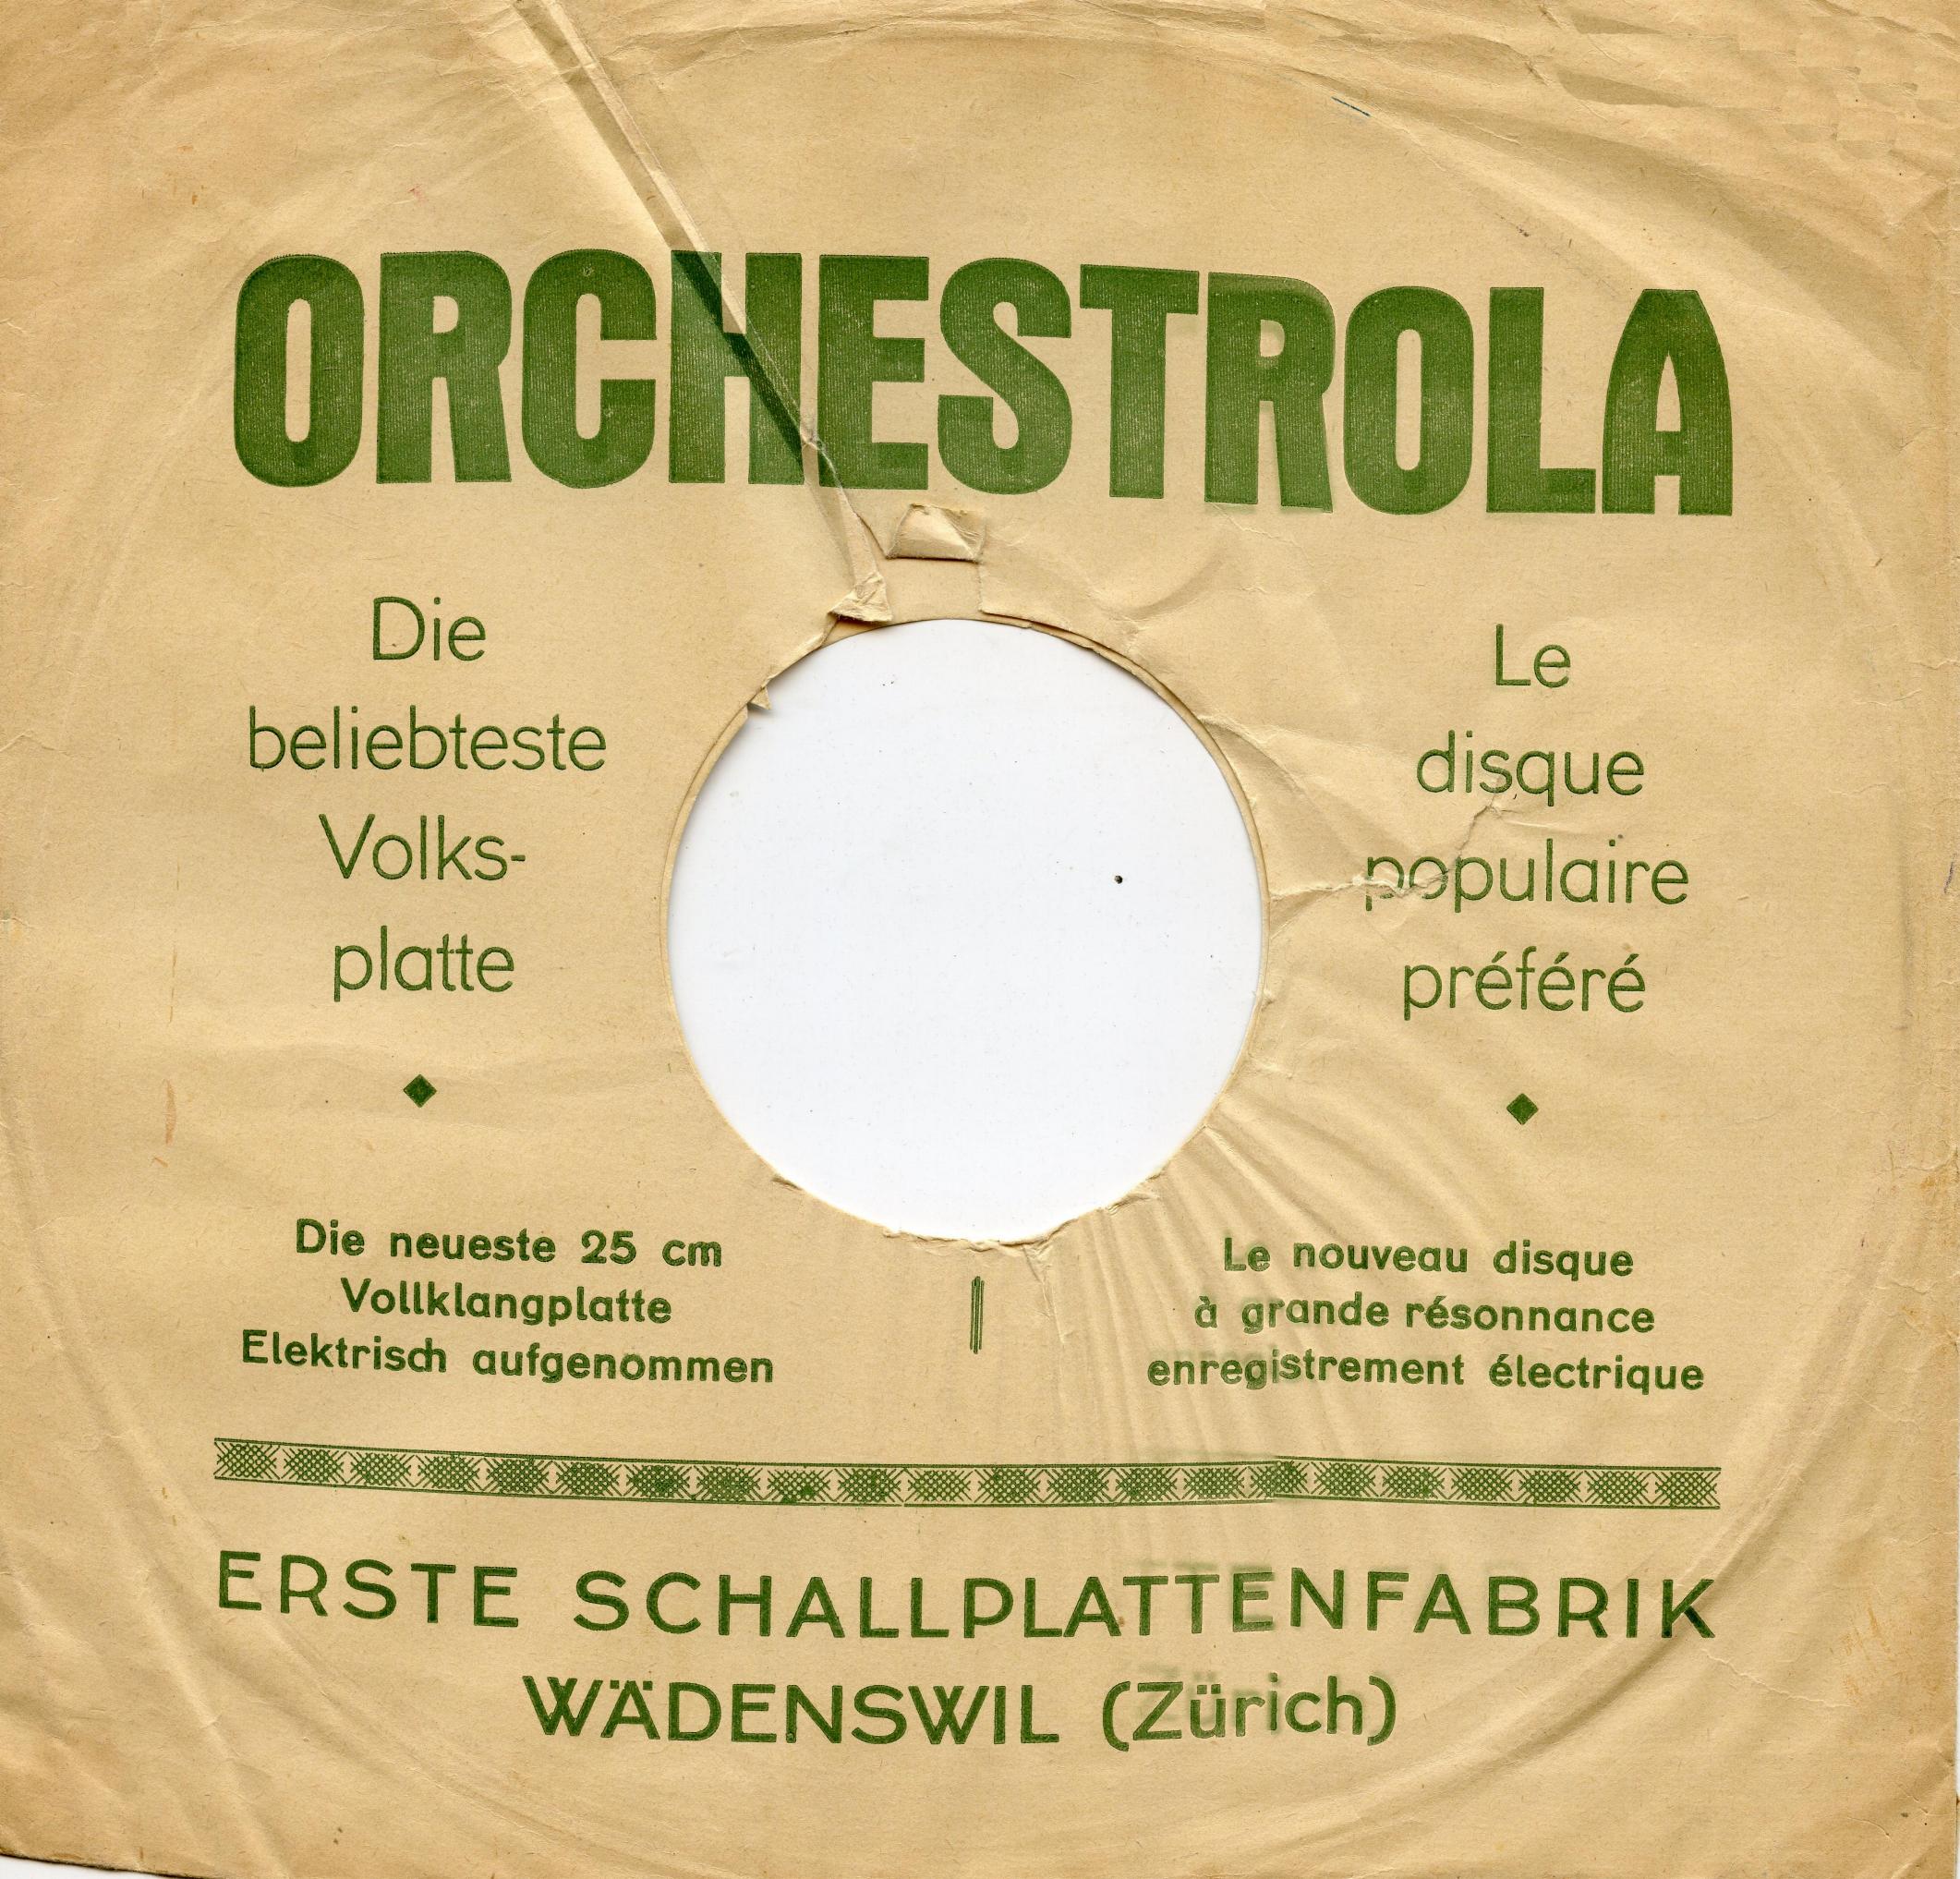 ORCHESTROLA
Die
beliebteste
Volks-
platte
Le
disque
populaire
préféré
Die neueste 25 cm
Vollklangplatte
Elektrisch aufgenommen
Le nouveau disque
à grande résonnance
enregistrement électrique
ERSTE SCHALLPLATTENFABRIK
WÄDENSWIL (Zürich)